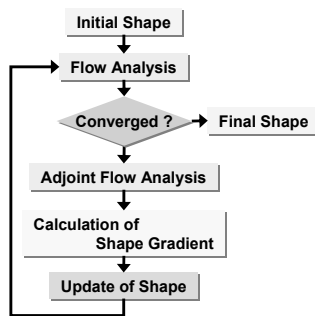 Initial Shape
Flow Analysis
Converged ?
Final Shape
Adjoint Flow Analysis
Calculation of
Shape Gradient
Update of Shape